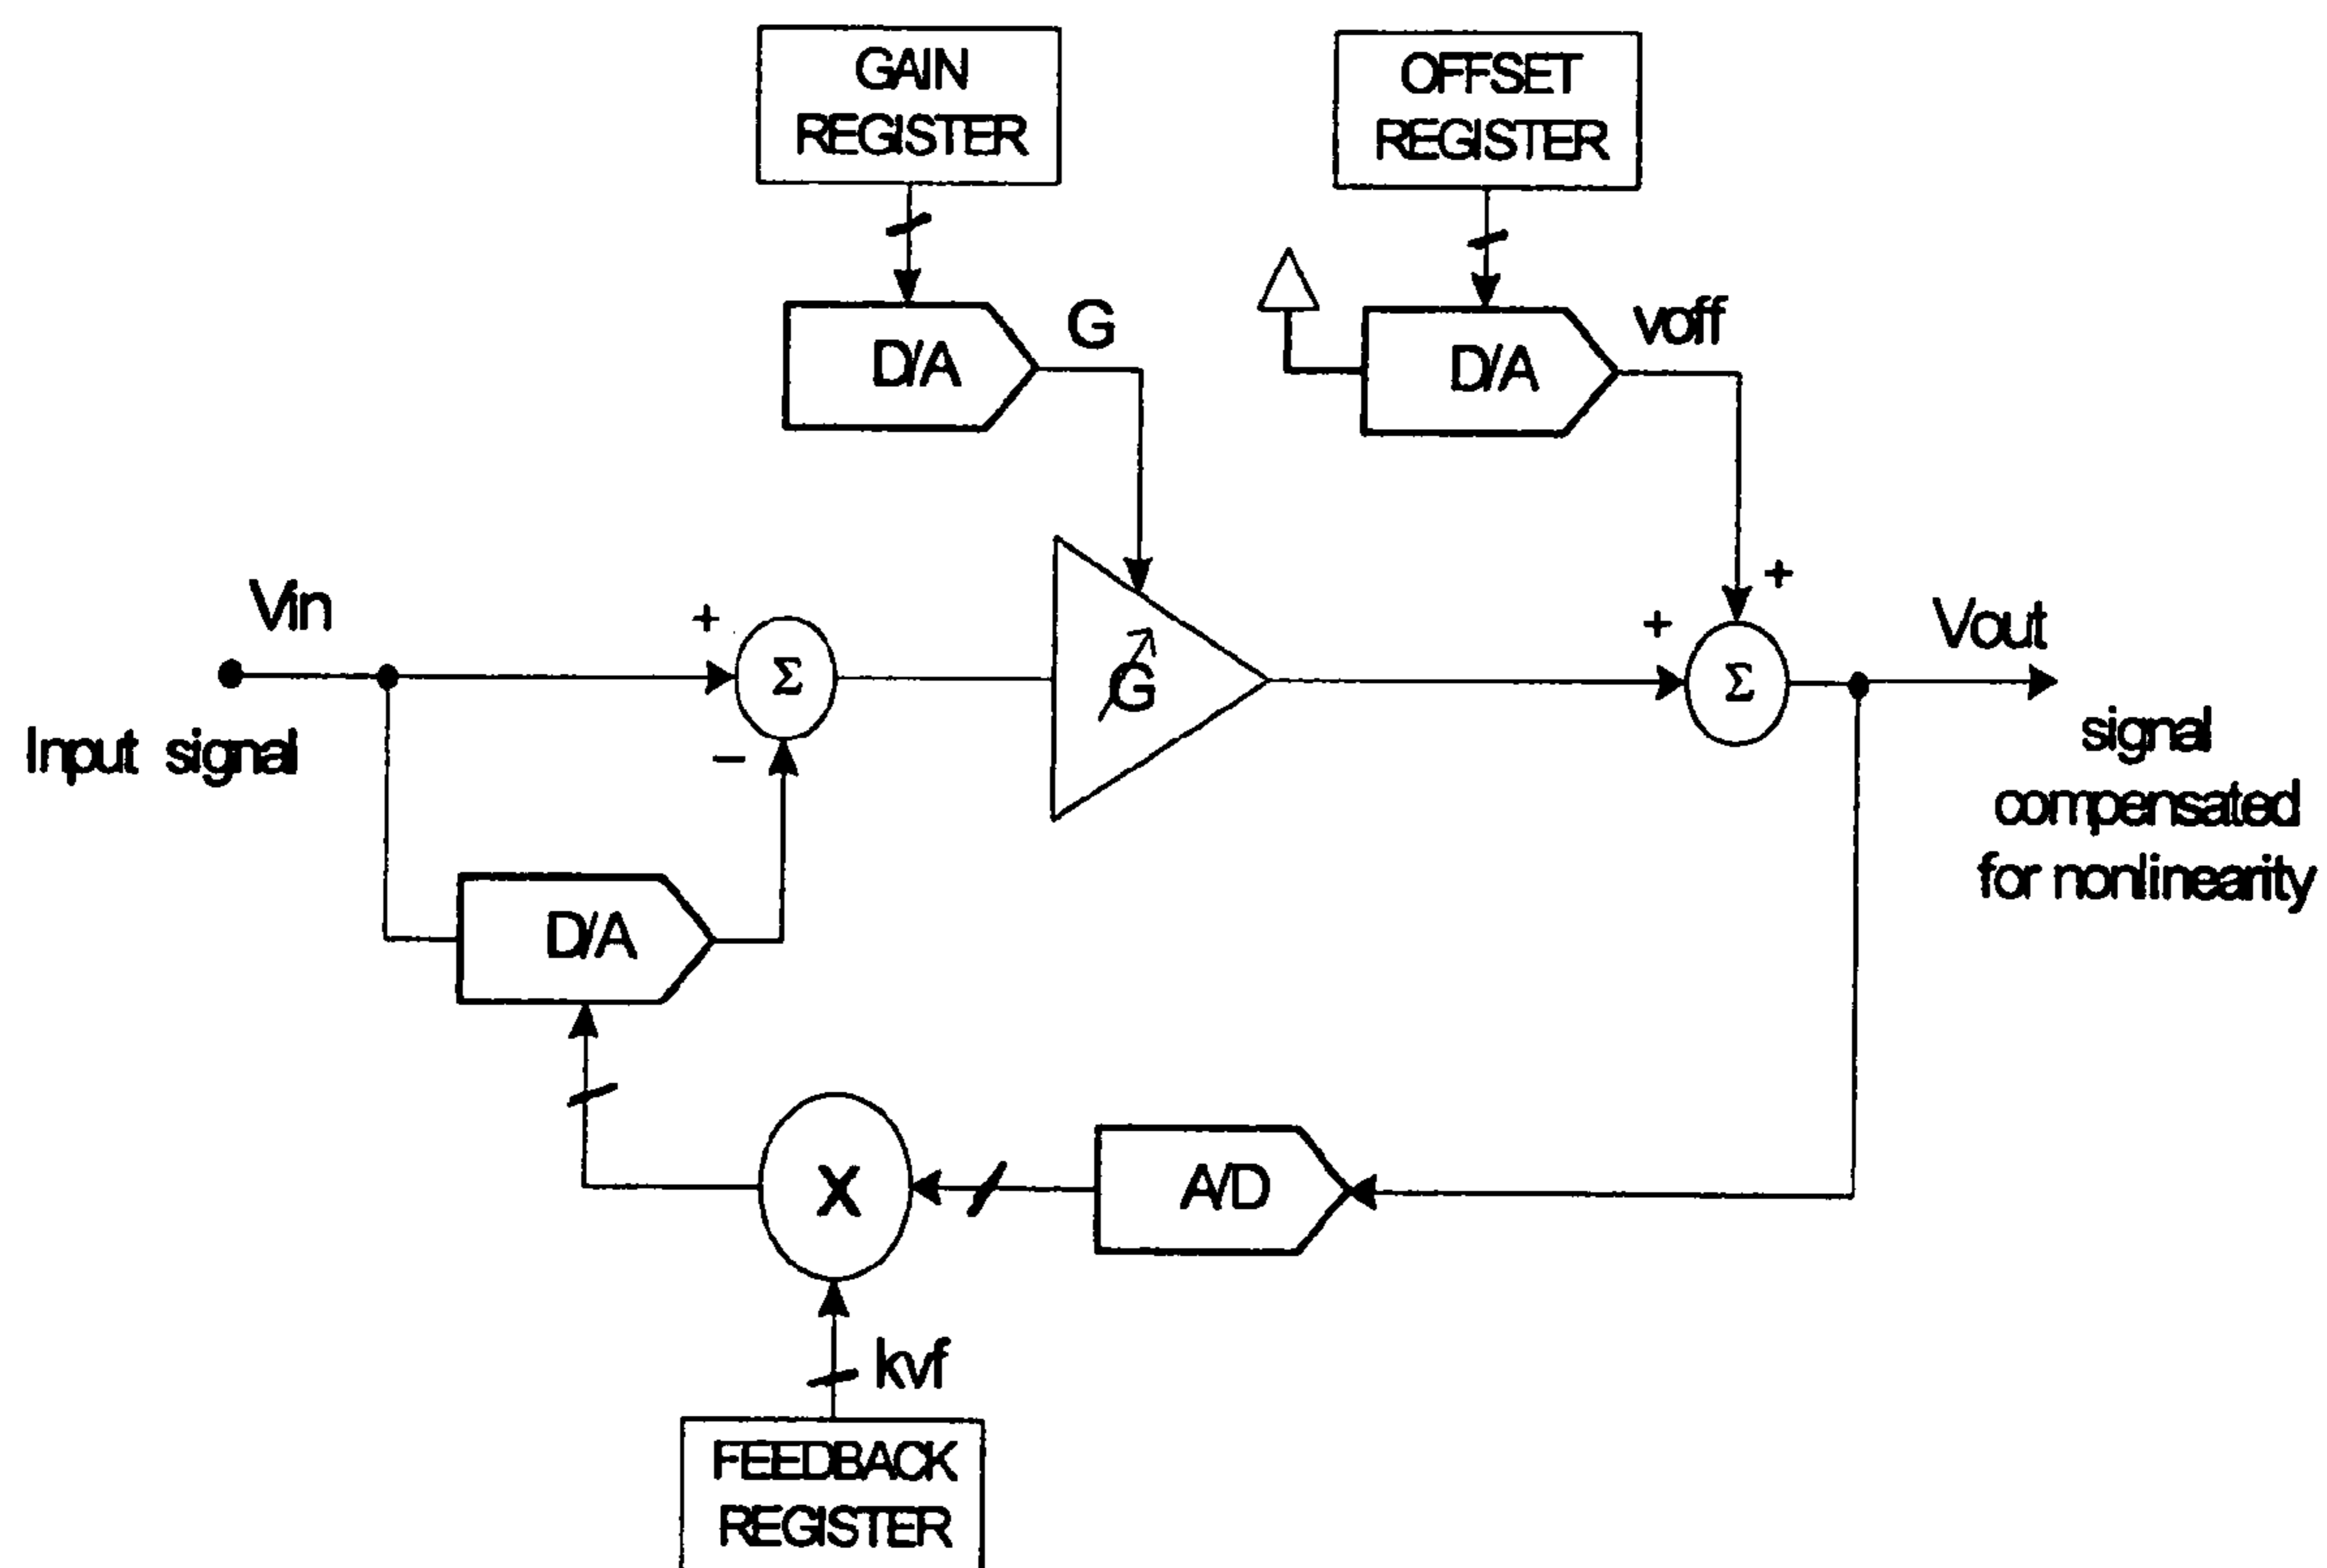 GAIN
REGISTER
OFFSET
REGISTER
D/A
G
D/A
voff
Vin
+
Σ
G
+
+
Σ
Vout
Input signal
−
signal
compensated
for nonlinearity
D/A
X
A/D
kvf
FEEDBACK
REGISTER